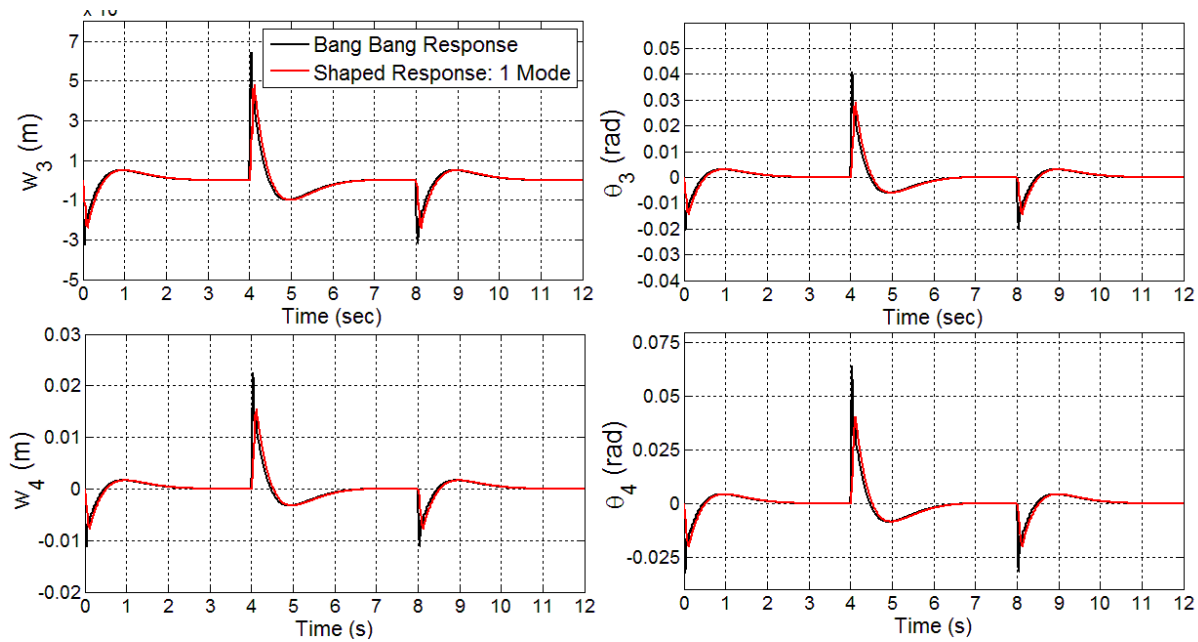 7
5
3
1
-1
-3
-5
w_3 (m)
Bang Bang Response
Shaped Response: 1 Mode
0 1 2 3 4 5 6 7 8 9 10 11 12
Time (sec)
0.05
0.04
0.03
0.02
0.01
0
-0.01
-0.02
-0.03
-0.04
θ_3 (rad)
0 1 2 3 4 5 6 7 8 9 10 11 12
Time (sec)
0.03
0.02
0.01
0
-0.01
-0.02
w_4 (m)
0 1 2 3 4 5 6 7 8 9 10 11 12
Time (s)
0.075
0.05
0.025
0
-0.025
θ_4 (rad)
0 1 2 3 4 5 6 7 8 9 10 11 12
Time (s)